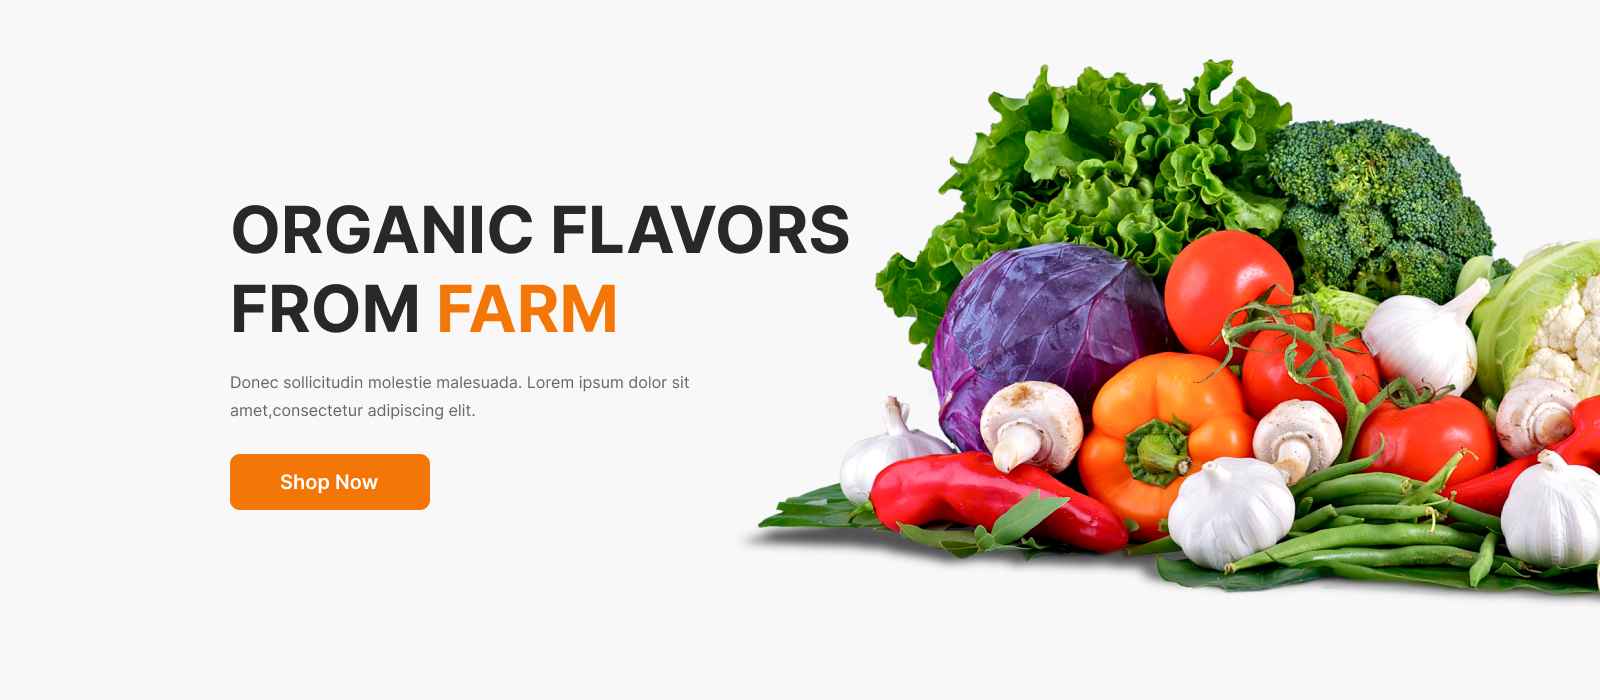 ORGANIC FLAVORS
FROM FARM
Donec sollicitudin molestie malesuada. Lorem ipsum dolor sit
amet,consectetur adipiscing elit.
Shop Now